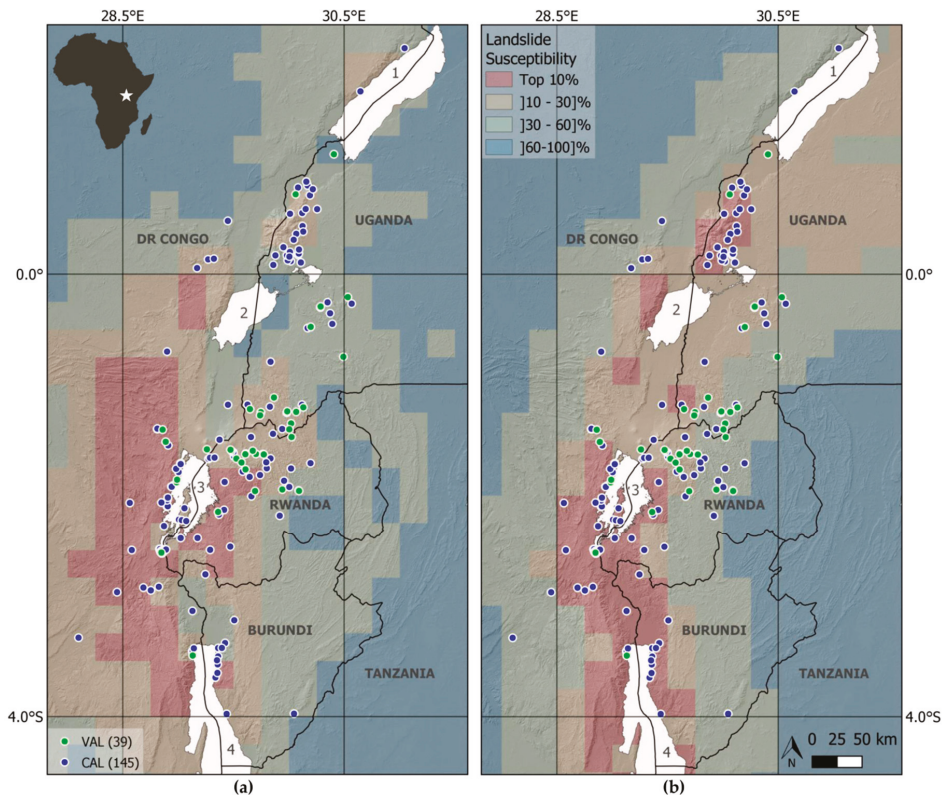 28.5°E
30.5°E
28.5°E
30.5°E
1
UGANDA
DR CONGO
0.0°
2
3
RWANDA
BURUNDI
TANZANIA
4.0°S
4
VAL (39)
CAL (145)
(a)
Landslide
Susceptibility
Top 10%
]10 - 30]%
]30 - 60]%
]60-100]%
1
UGANDA
DR CONGO
0.0°
2
3
RWANDA
BURUNDI
TANZANIA
4.0°S
4
N
0 25 50 km
(b)